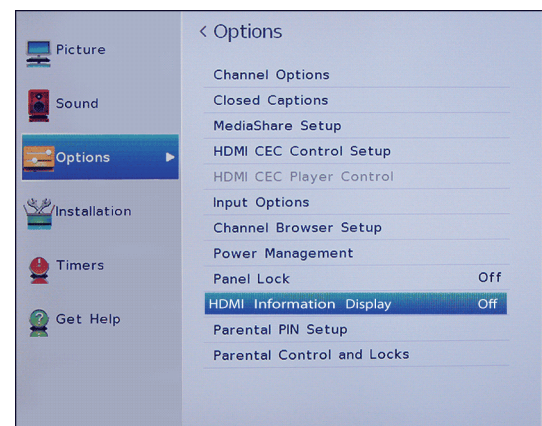 < Options
Picture
Sound
Options
Installation
Timers
Get Help
Channel Options
Closed Captions
MediaShare Setup
HDMI CEC Control Setup
HDMI CEC Player Control
Input Options
Channel Browser Setup
Power Management
Panel Lock Off
HDMI Information Display Off
Parental PIN Setup
Parental Control and Locks